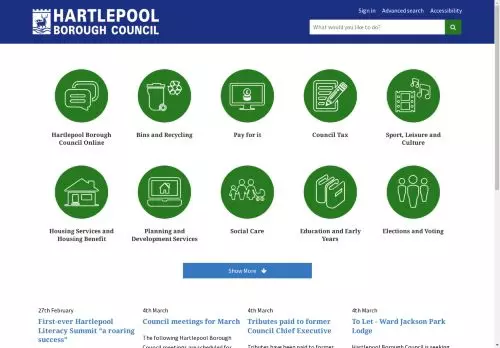 HARTLEPOOL
BOROUGH COUNCIL
Sign in Advanced search Accessibility
What would you like to do?
Hartlepool Borough
Council Online
Bins and Recycling
Pay for it
Council Tax
Sport, Leisure and
Culture
Housing Services and
Housing Benefit
Planning and
Development Services
Social Care
Education and Early
Years
Elections and Voting
Show More
27th February
First-ever Hartlepool
Literacy Summit "a roaring
success"
4th March
Council meetings for March
The following Hartlepool Borough
Council meetings are scheduled for
4th March
Tributes paid to former
Council Chief Executive
Tributes have been paid to former
4th March
To Let - Ward Jackson Park
Lodge
Hartlepool Borough Council is seeking